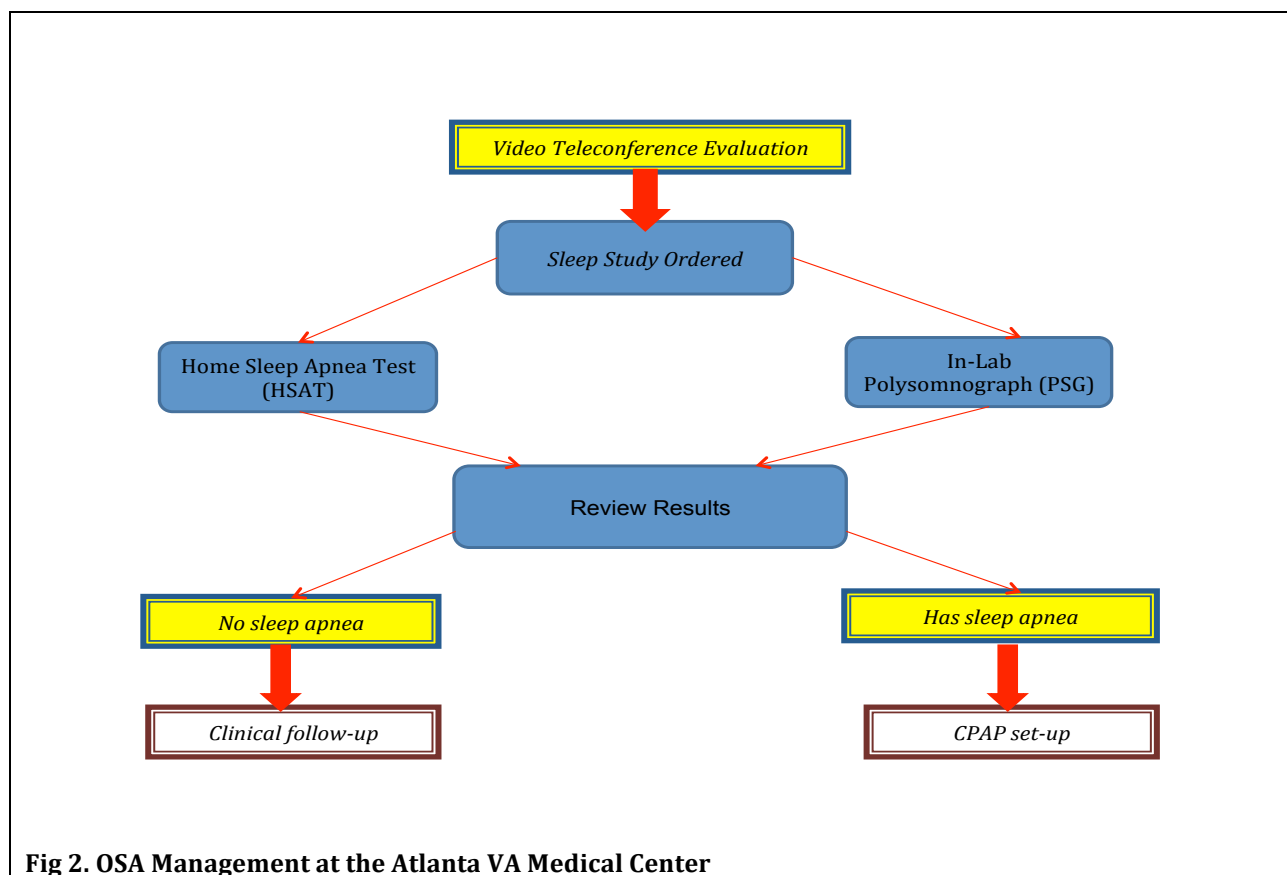 Video Teleconference Evaluation
Sleep Study Ordered
Home Sleep Apnea Test
(HSAT)
In-Lab
Polysomnograph (PSG)
Review Results
No sleep apnea
Has sleep apnea
Clinical follow-up
CPAP set-up
Fig 2. OSA Management at the Atlanta VA Medical Center